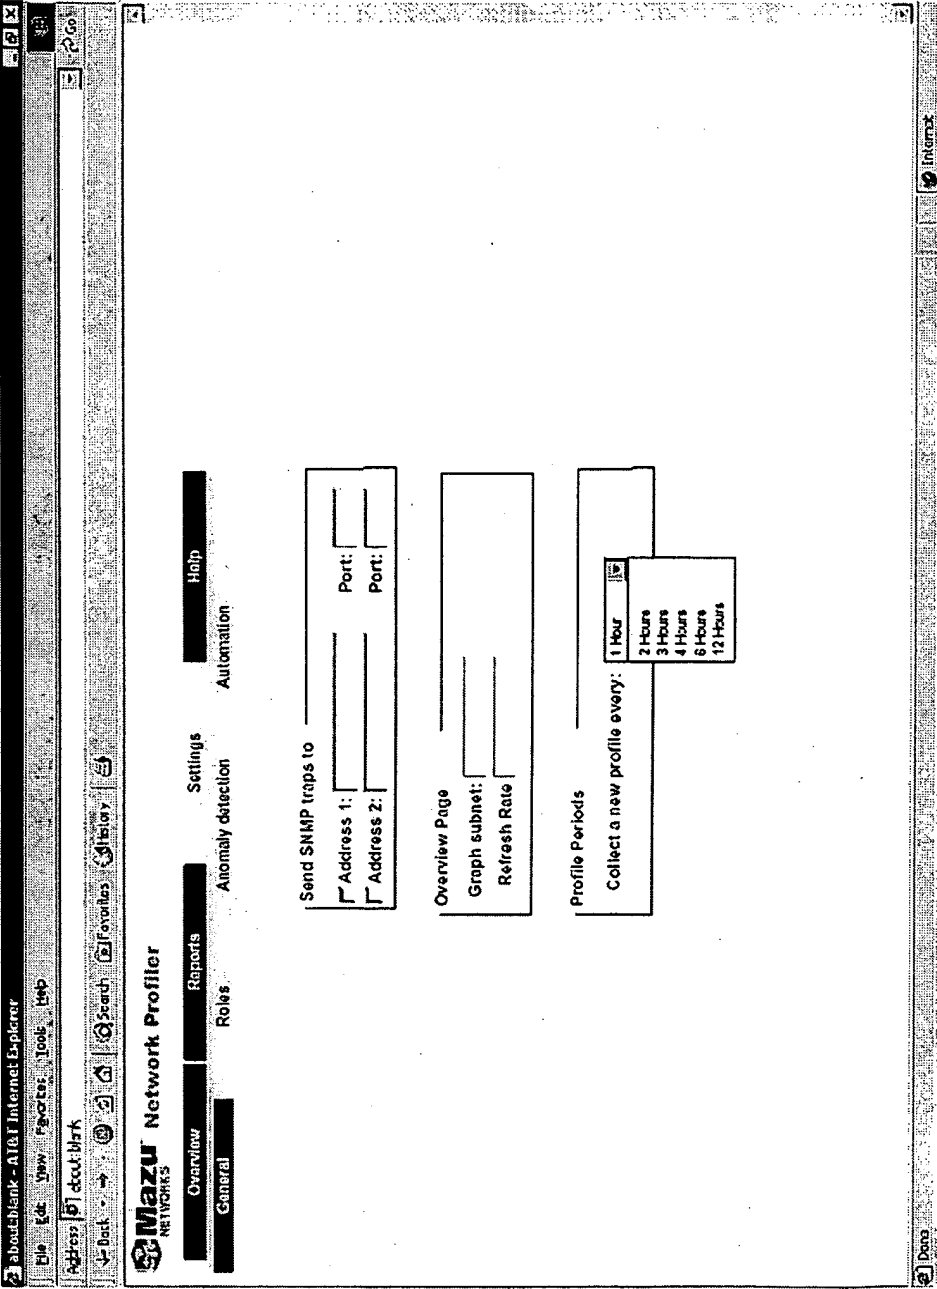 about:blank - AT&T Internet Explorer
File Edit View Favorites Tools Help
Address about:blank Go
Back Search Favorites History
Mazu Network Profiler
NETWORKS
Overview Reports Settings Help
General Roles Anomaly detection Automation
Send SNMP traps to
Address 1: Port:
Address 2: Port:
Overview Page
Graph subnet:
Refresh Rate
Profile Periods
Collect a new profile every: 1 Hour
2 Hours
3 Hours
4 Hours
6 Hours
12 Hours
Done Internet